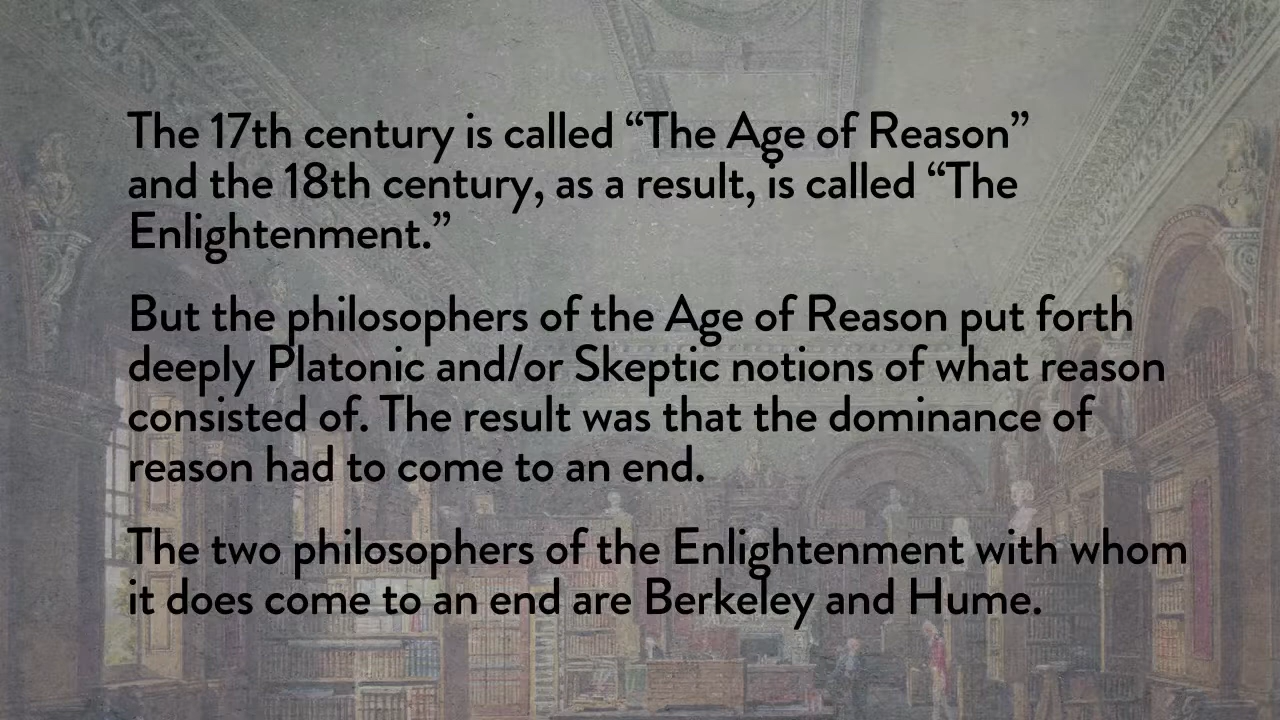 The 17th century is called “The Age of Reason”
and the 18th century, as a result, is called “The
Enlightenment.”
But the philosophers of the Age of Reason put forth
deeply Platonic and/or Skeptic notions of what reason
consisted of. The result was that the dominance of
reason had to come to an end.
The two philosophers of the Enlightenment with whom
it does come to an end are Berkeley and Hume.